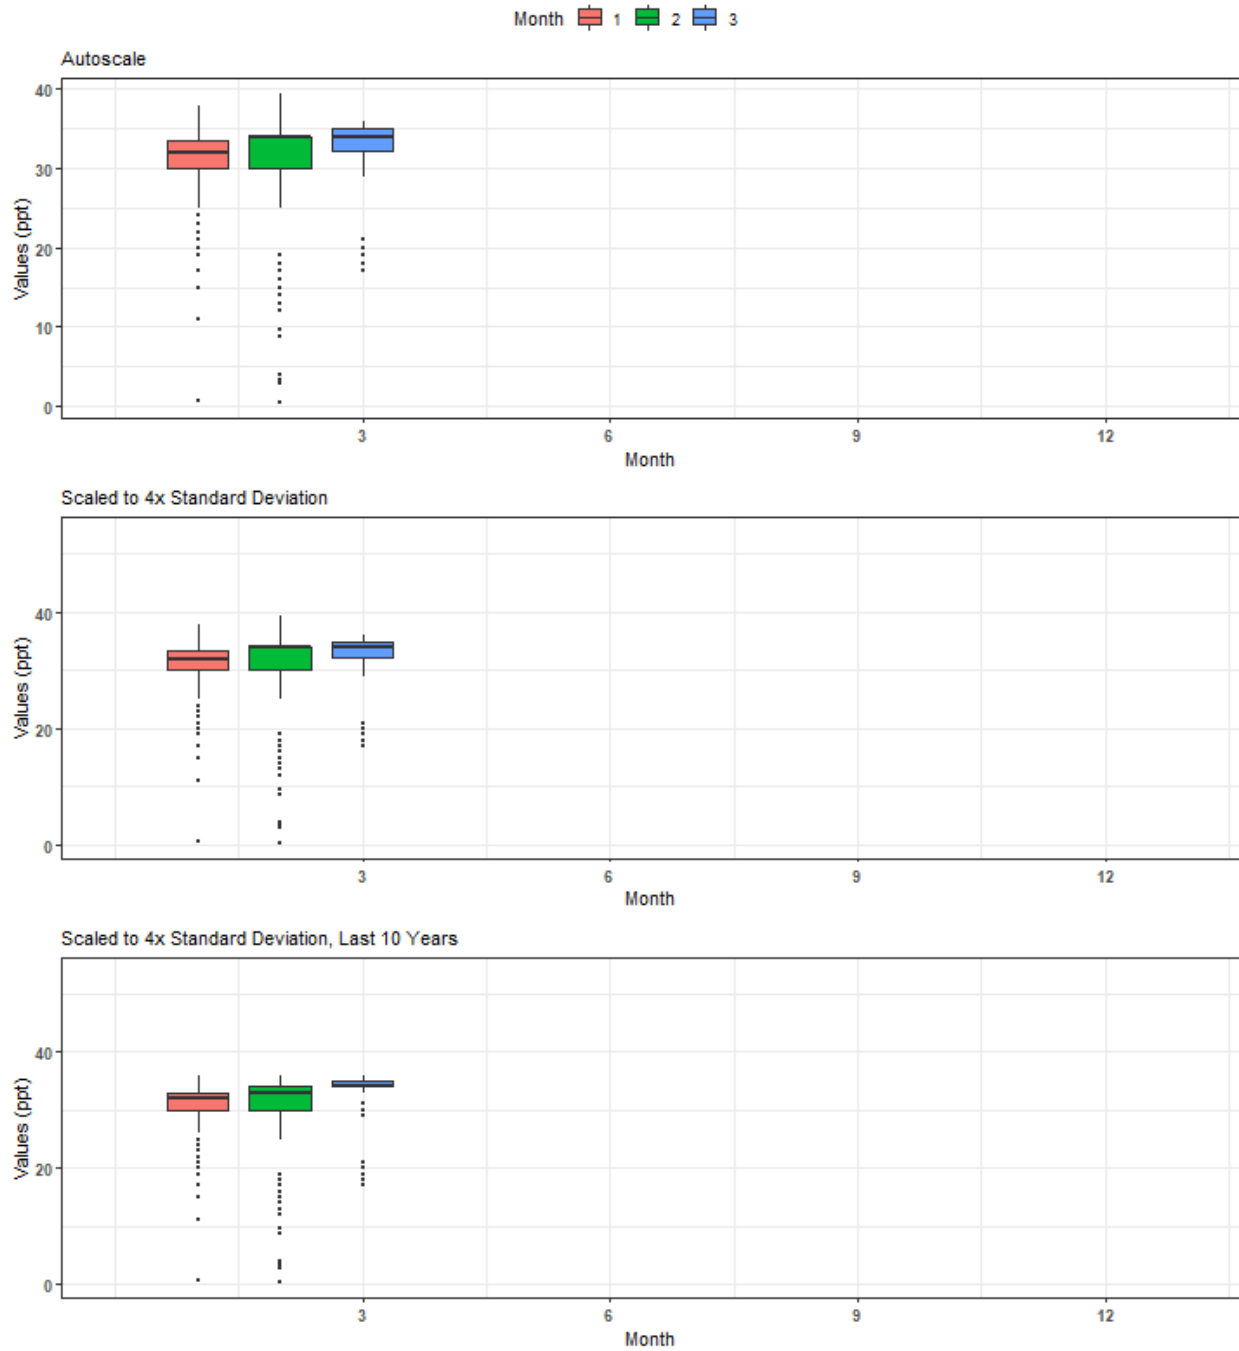 Month 1 2 3
Autoscale
40
30
20
10
0
Values (ppt)
3 6 9 12
Month
Scaled to 4x Standard Deviation
40
20
0
Values (ppt)
3 6 9 12
Month
Scaled to 4x Standard Deviation, Last 10 Years
40
20
0
Values (ppt)
3 6 9 12
Month